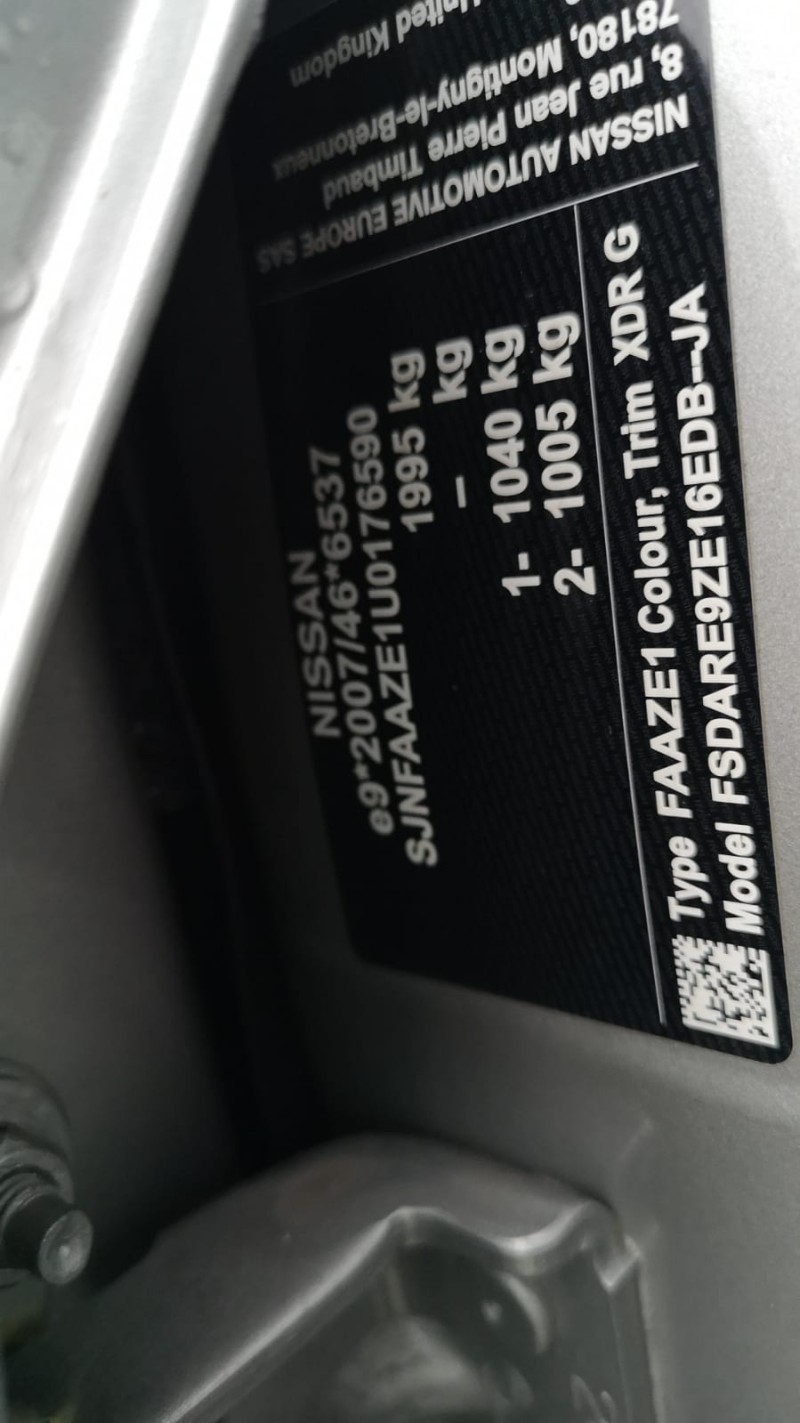 NISSAN
e9*2007/46*6537
SJNFAAZE1U0176590
1995 kg
– kg
1- 1040 kg
2- 1005 kg
Type FAAZE1 Colour, Trim XDR G
Model FSDARE9ZE16EDB--JA
NISSAN AUTOMOTIVE EUROPE SAS
8, rue Jean Pierre Timbaud
78180, Montigny-le-Bretonneux
United Kingdom